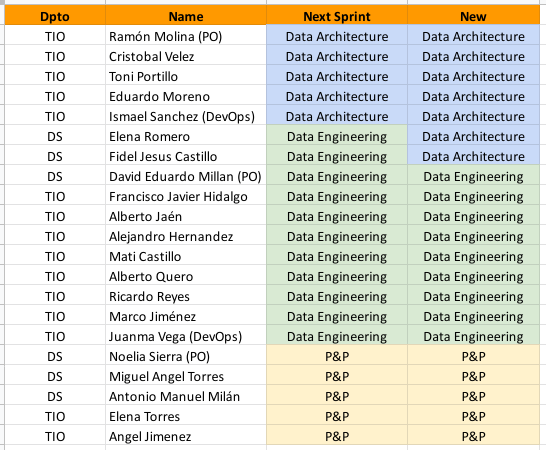 Dpto Name Next Sprint New
TIO Ramón Molina (PO) Data Architecture Data Architecture
TIO Cristobal Velez Data Architecture Data Architecture
TIO Toni Portillo Data Architecture Data Architecture
TIO Eduardo Moreno Data Architecture Data Architecture
TIO Ismael Sanchez (DevOps) Data Architecture Data Architecture
DS Elena Romero Data Engineering Data Architecture
DS Fidel Jesus Castillo Data Engineering Data Architecture
DS David Eduardo Millan (PO) Data Engineering Data Engineering
TIO Francisco Javier Hidalgo Data Engineering Data Engineering
TIO Alberto Jaén Data Engineering Data Engineering
TIO Alejandro Hernandez Data Engineering Data Engineering
TIO Mati Castillo Data Engineering Data Engineering
TIO Alberto Quero Data Engineering Data Engineering
TIO Ricardo Reyes Data Engineering Data Engineering
TIO Marco Jiménez Data Engineering Data Engineering
TIO Juanma Vega (DevOps) Data Engineering Data Engineering
DS Noelia Sierra (PO) P&P P&P
DS Miguel Angel Torres P&P P&P
DS Antonio Manuel Milán P&P P&P
TIO Elena Torres P&P P&P
TIO Angel Jimenez P&P P&P